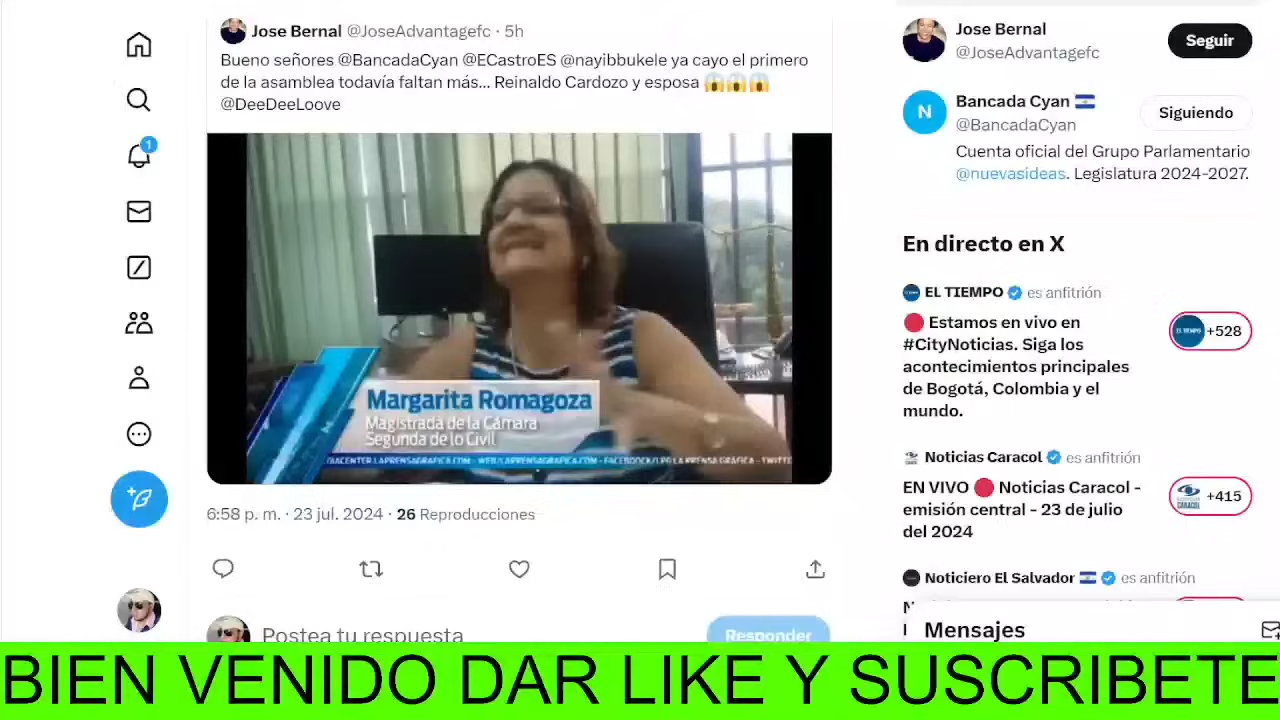 Jose Bernal @JoseAdvantagefc · 5h
Bueno señores @BancadaCyan @ECastroES @nayibbukele ya cayo el primero
de la asamblea todavía faltan más... Reinaldo Cardozo y esposa 😱😱😱
@DeeDeeLoove
Margarita Romagoza
Magistrada de la Cámara
Segunda de lo Civil
6:58 p. m. · 23 jul. 2024 · 26 Reproducciones
1
Postea tu respuesta
Responder
Jose Bernal
@JoseAdvantagefc
Seguir
N
Bancada Cyan 🇸🇻
@BancadaCyan
Siguiendo
Cuenta oficial del Grupo Parlamentario
@nuevasideas. Legislatura 2024-2027.
En directo en X
EL TIEMPO es anfitrión
🔴 Estamos en vivo en
#CityNoticias. Siga los
acontecimientos principales
de Bogotá, Colombia y el
mundo.
EL TIEMPO
+528
Noticias Caracol es anfitrión
EN VIVO 🔴 Noticias Caracol -
emisión central - 23 de julio
del 2024
+415
Noticiero El Salvador 🇸🇻 es anfitrión
Mensajes
BIEN VENIDO DAR LIKE Y SUSCRIBETE